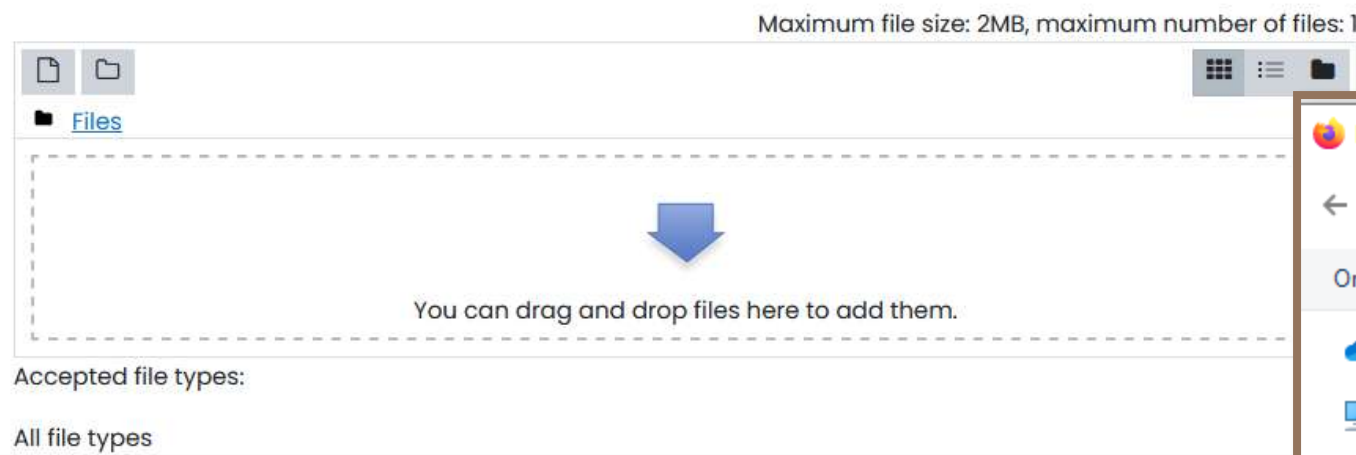 Maximum file size: 2MB, maximum number of files: 1
Files
You can drag and drop files here to add them.
Accepted file types:
All file types